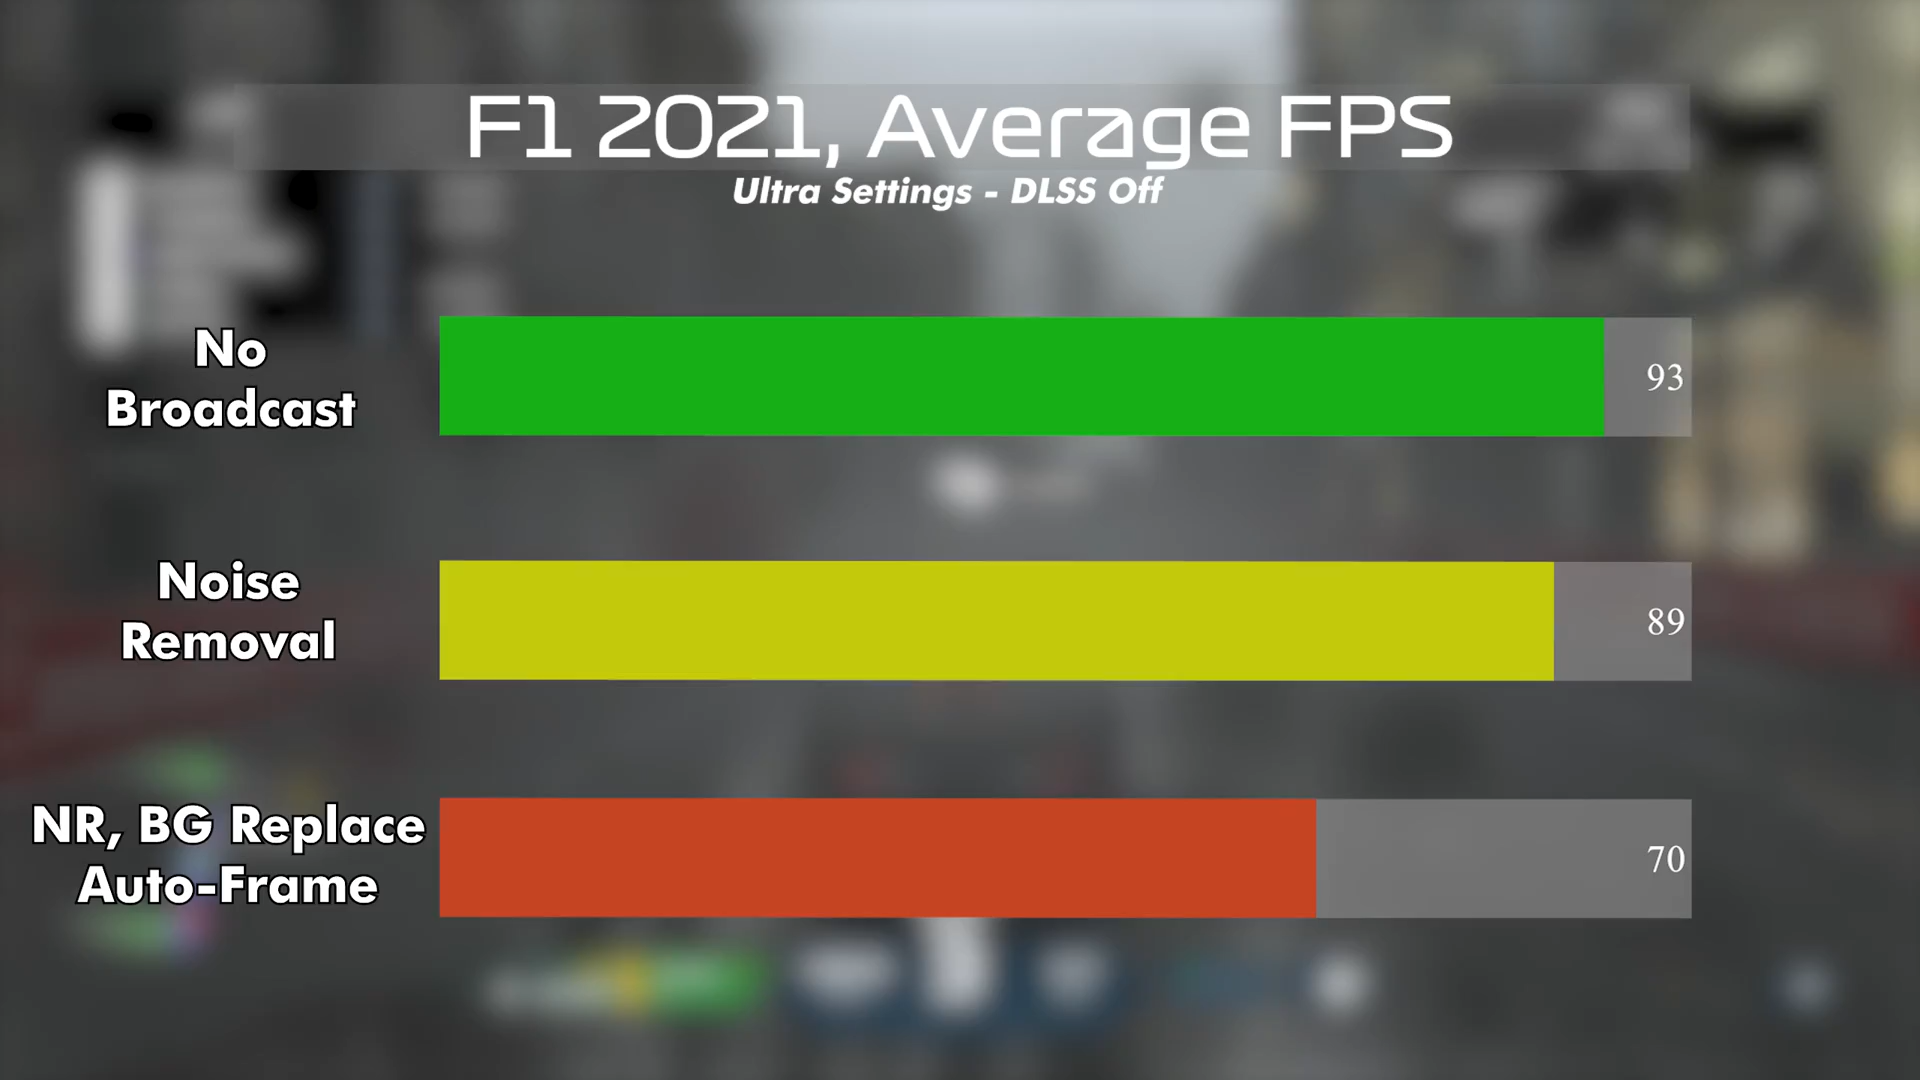 F1 2021, Average FPS
Ultra Settings - DLSS Off
No
Broadcast
93
Noise
Removal
89
NR, BG Replace
Auto-Frame
70